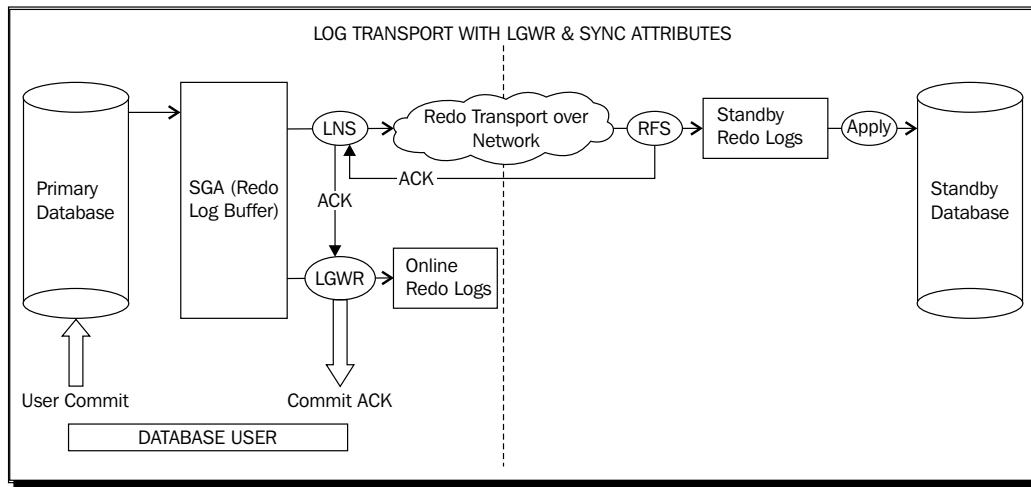 LOG TRANSPORT WITH LGWR & SYNC ATTRIBUTES
Primary
Database
SGA (Redo
Log Buffer)
LNS
ACK
LGWR
Online
Redo Logs
Redo Transport over
Network
ACK
RFS
Standby
Redo Logs
Apply
Standby
Database
User Commit
Commit ACK
DATABASE USER